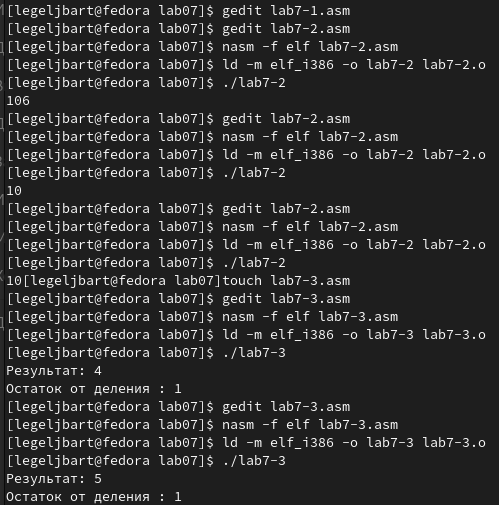 [legeljbart@fedora lab07]$ gedit lab7-1.asm
[legeljbart@fedora lab07]$ gedit lab7-2.asm
[legeljbart@fedora lab07]$ nasm -f elf lab7-2.asm
[legeljbart@fedora lab07]$ ld -m elf_i386 -o lab7-2 lab7-2.o
[legeljbart@fedora lab07]$ ./lab7-2
106
[legeljbart@fedora lab07]$ gedit lab7-2.asm
[legeljbart@fedora lab07]$ nasm -f elf lab7-2.asm
[legeljbart@fedora lab07]$ ld -m elf_i386 -o lab7-2 lab7-2.o
[legeljbart@fedora lab07]$ ./lab7-2
10
[legeljbart@fedora lab07]$ gedit lab7-2.asm
[legeljbart@fedora lab07]$ nasm -f elf lab7-2.asm
[legeljbart@fedora lab07]$ ld -m elf_i386 -o lab7-2 lab7-2.o
[legeljbart@fedora lab07]$ ./lab7-2
10[legeljbart@fedora lab07]touch lab7-3.asm
[legeljbart@fedora lab07]$ gedit lab7-3.asm
[legeljbart@fedora lab07]$ nasm -f elf lab7-3.asm
[legeljbart@fedora lab07]$ ld -m elf_i386 -o lab7-3 lab7-3.o
[legeljbart@fedora lab07]$ ./lab7-3
Результат: 4
Остаток от деления : 1
[legeljbart@fedora lab07]$ gedit lab7-3.asm
[legeljbart@fedora lab07]$ nasm -f elf lab7-3.asm
[legeljbart@fedora lab07]$ ld -m elf_i386 -o lab7-3 lab7-3.o
[legeljbart@fedora lab07]$ ./lab7-3
Результат: 5
Остаток от деления : 1